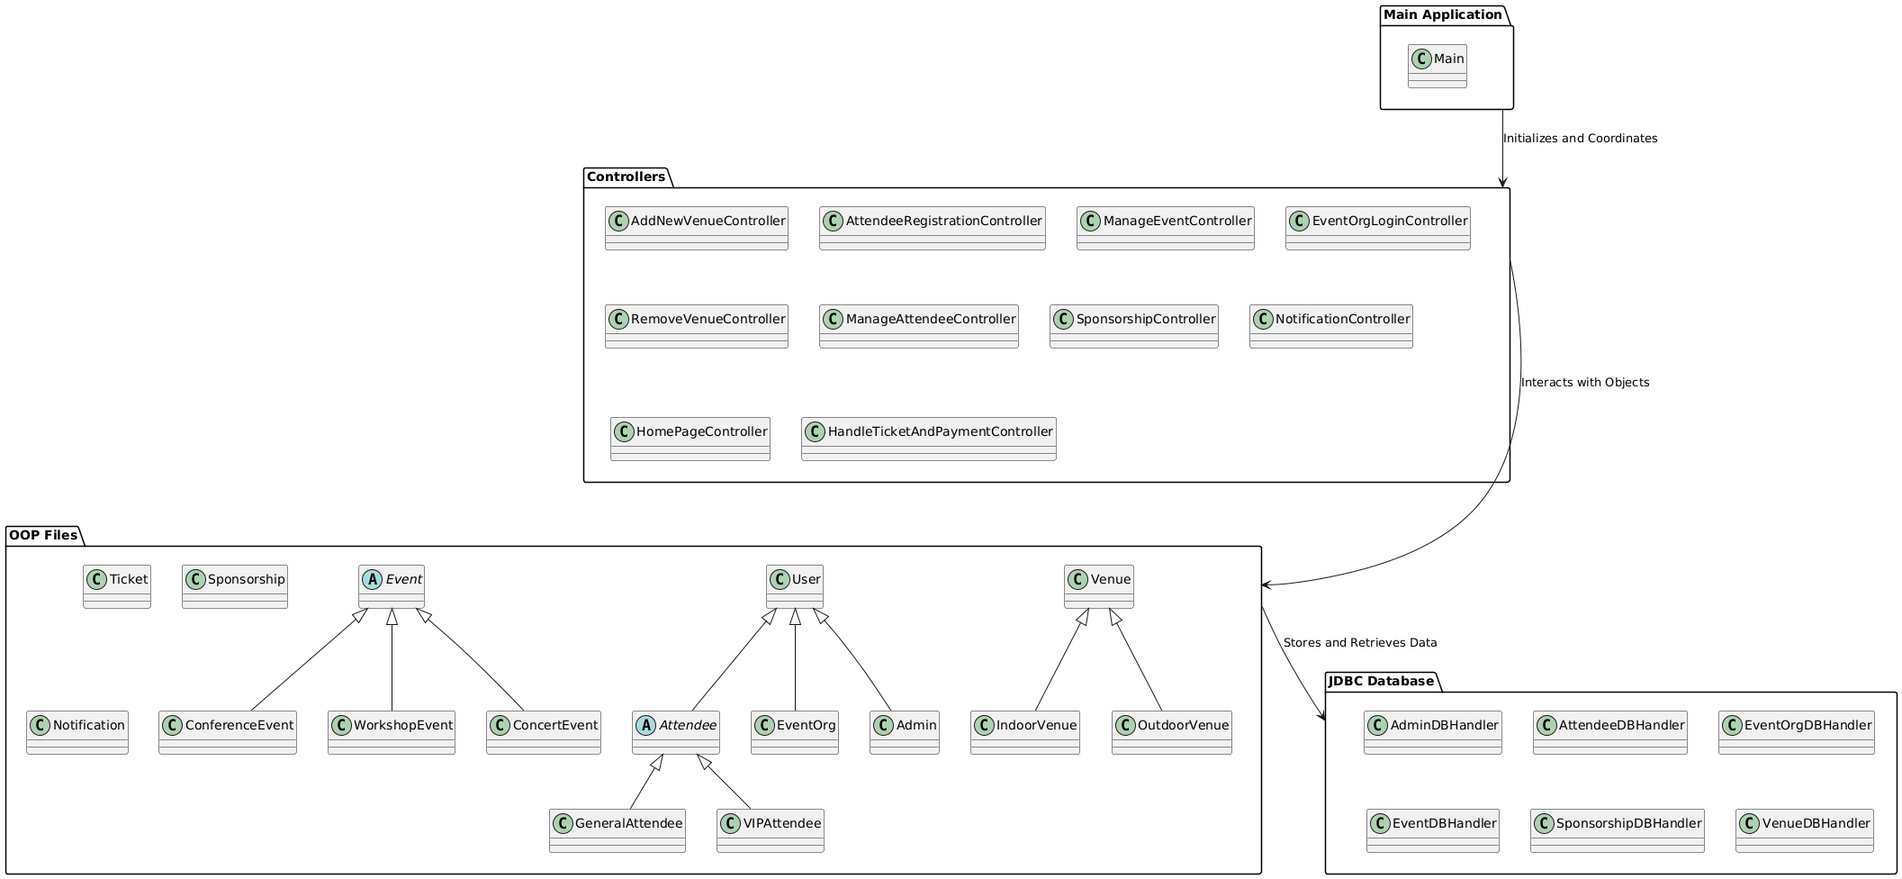 Main Application
C Main
Initializes and Coordinates
Controllers
C AddNewVenueController
C AttendeeRegistrationController
C ManageEventController
C EventOrgLoginController
C RemoveVenueController
C ManageAttendeeController
C SponsorshipController
C NotificationController
Interacts with Objects
C HomePageController
C HandleTicketAndPaymentController
OOP Files
C Ticket
C Sponsorship
A Event
C User
C Venue
Stores and Retrieves Data
JDBC Database
C Notification
C ConferenceEvent
C WorkshopEvent
C ConcertEvent
A Attendee
C EventOrg
C Admin
C IndoorVenue
C OutdoorVenue
C AdminDBHandler
C AttendeeDBHandler
C EventOrgDBHandler
C GeneralAttendee
C VIPAttendee
C EventDBHandler
C SponsorshipDBHandler
C VenueDBHandler